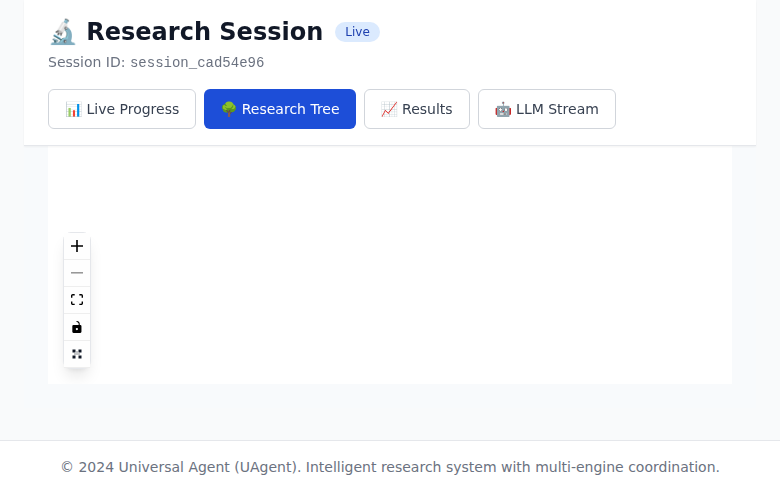 🔬 Research Session Live
Session ID: session_cad54e96
📊 Live Progress 🌳 Research Tree 📈 Results 🤖 LLM Stream
© 2024 Universal Agent (UAgent). Intelligent research system with multi-engine coordination.